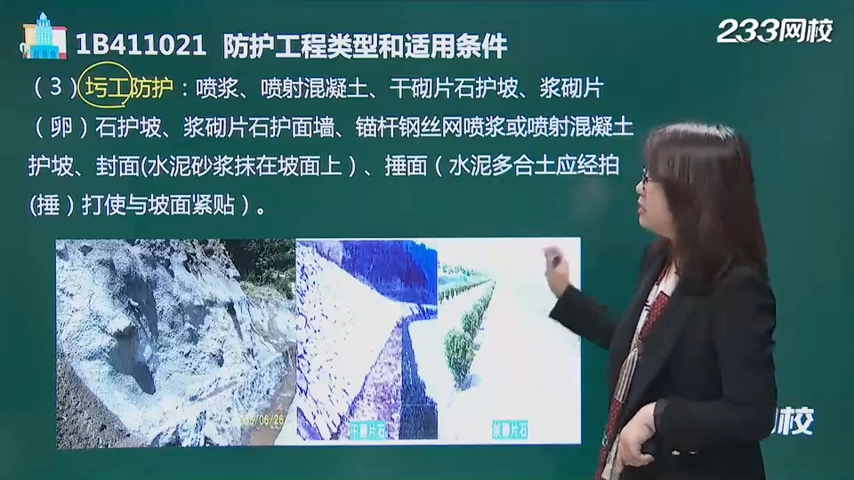 1B411021 防护工程类型和适用条件
233网校
（3）圬工防护：喷浆、喷射混凝土、干砌片石护坡、浆砌片
（卵）石护坡、浆砌片石护面墙、锚杆钢丝网喷浆或喷射混凝土
护坡、封面(水泥砂浆抹在坡面上）、捶面（水泥多合土应经拍
(捶）打使与坡面紧贴）。
干砌片石
浆砌片石
网校